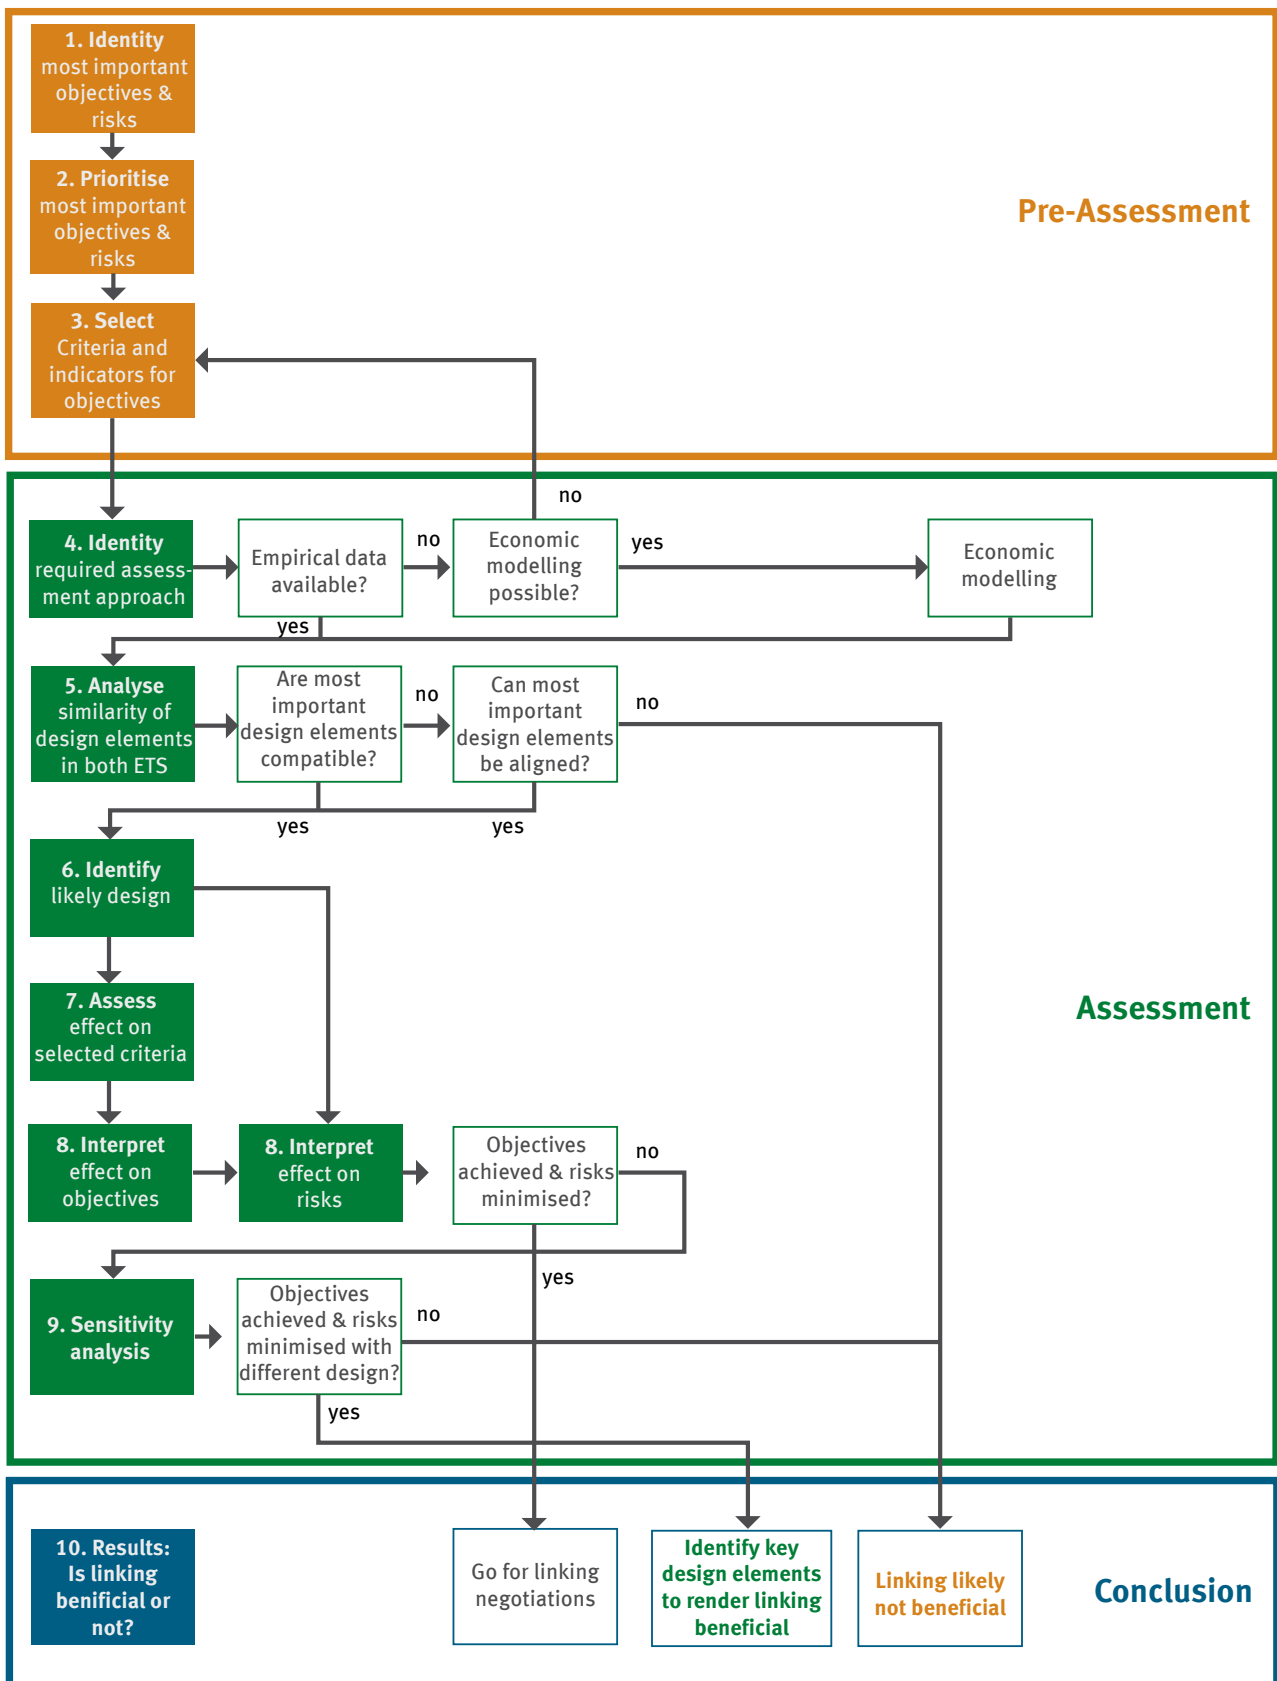 1. Identity
most important
objectives &
risks
2. Prioritise
most important
objectives &
risks
Pre-Assessment
3. Select
Criteria and
indicators for
objectives
no
4. Identity
required assess-
ment approach
Empirical data
available?
no
Economic
modelling
possible?
yes
Economic
modelling
yes
5. Analyse
similarity of
design elements
in both ETS
Are most
important
design elements
compatible?
no
Can most
important
design elements
be aligned?
no
yes
yes
6. Identify
likely design
7. Assess
effect on
selected criteria
Assessment
8. Interpret
effect on
objectives
8. Interpret
effect on
risks
Objectives
achieved & risks
minimised?
no
yes
9. Sensitivity
analysis
Objectives
achieved & risks
minimised with
different design?
no
yes
10. Results:
Is linking
benificial or
not?
Go for linking
negotiations
Identify key
design elements
to render linking
beneficial
Linking likely
not beneficial
Conclusion